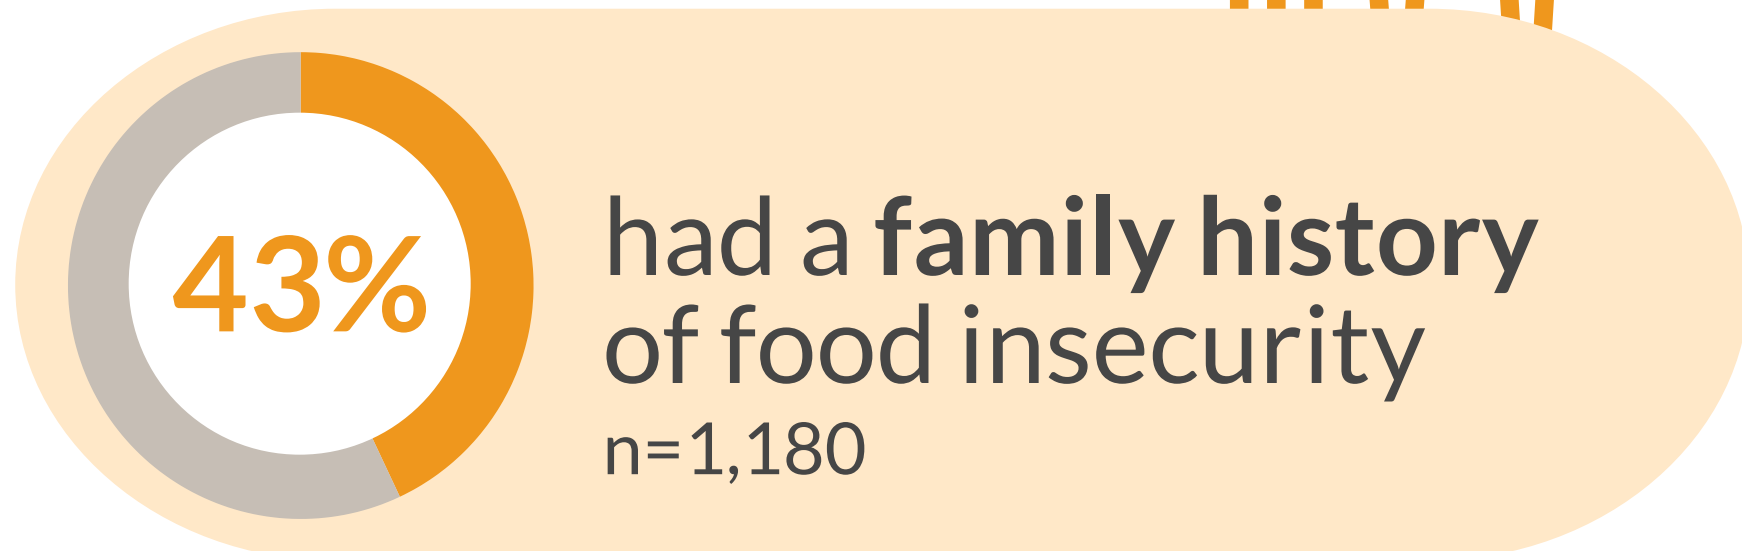 43%
had a family history
of food insecurity
n=1,180